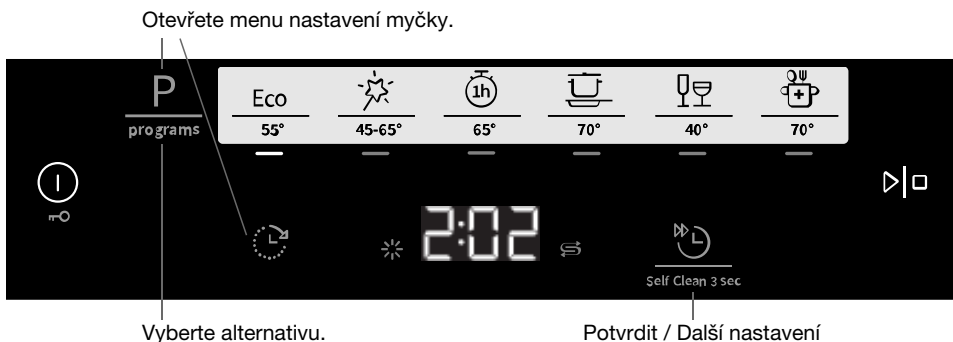 Otevřete menu nastavení myčky.
P
programs
Eco
55°
45-65°
1h
65°
70°
40°
70°
2:02
Self Clean 3 sec
Vyberte alternativu.
Potvrdit / Další nastavení